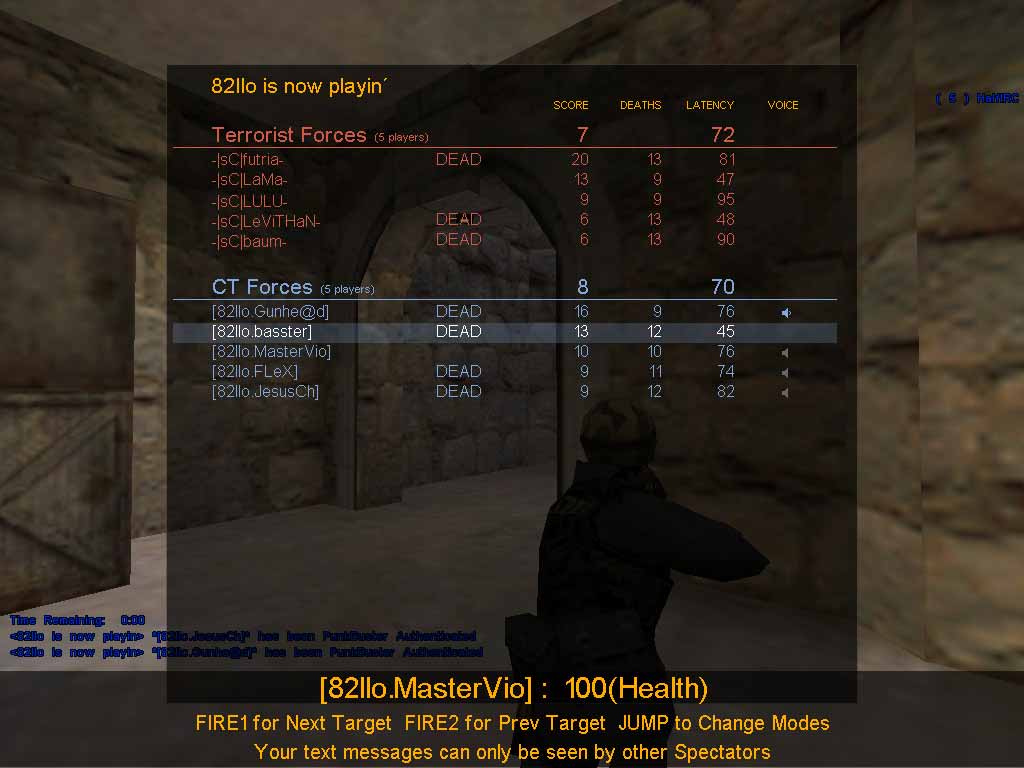 82llo is now playin´
SCORE DEATHS LATENCY VOICE
( 5 ) HaklRC
Terrorist Forces (5 players) 7 72
-|sC|futria- DEAD 20 13 81
-|sC|LaMa- 13 9 47
-|sC|LULU- 9 9 95
-|sC|LeViTHaN- DEAD 6 13 48
-|sC|baum- DEAD 6 13 90
CT Forces (5 players) 8 70
[82llo.Gunhe@d] DEAD 16 9 76
[82llo.basster] DEAD 13 12 45
[82llo.MasterVio] 10 10 76
[82llo.FLeX] DEAD 9 11 74
[82llo.JesusCh] DEAD 9 12 82
Time Remaining: 0:00
<82llo is now playin> "[82llo.JesusCh]" has been PunkBuster Authenticated
<82llo is now playin> "[82llo.Gunhe@d]" has been PunkBuster Authenticated
[82llo.MasterVio] : 100(Health)
FIRE1 for Next Target FIRE2 for Prev Target JUMP to Change Modes
Your text messages can only be seen by other Spectators